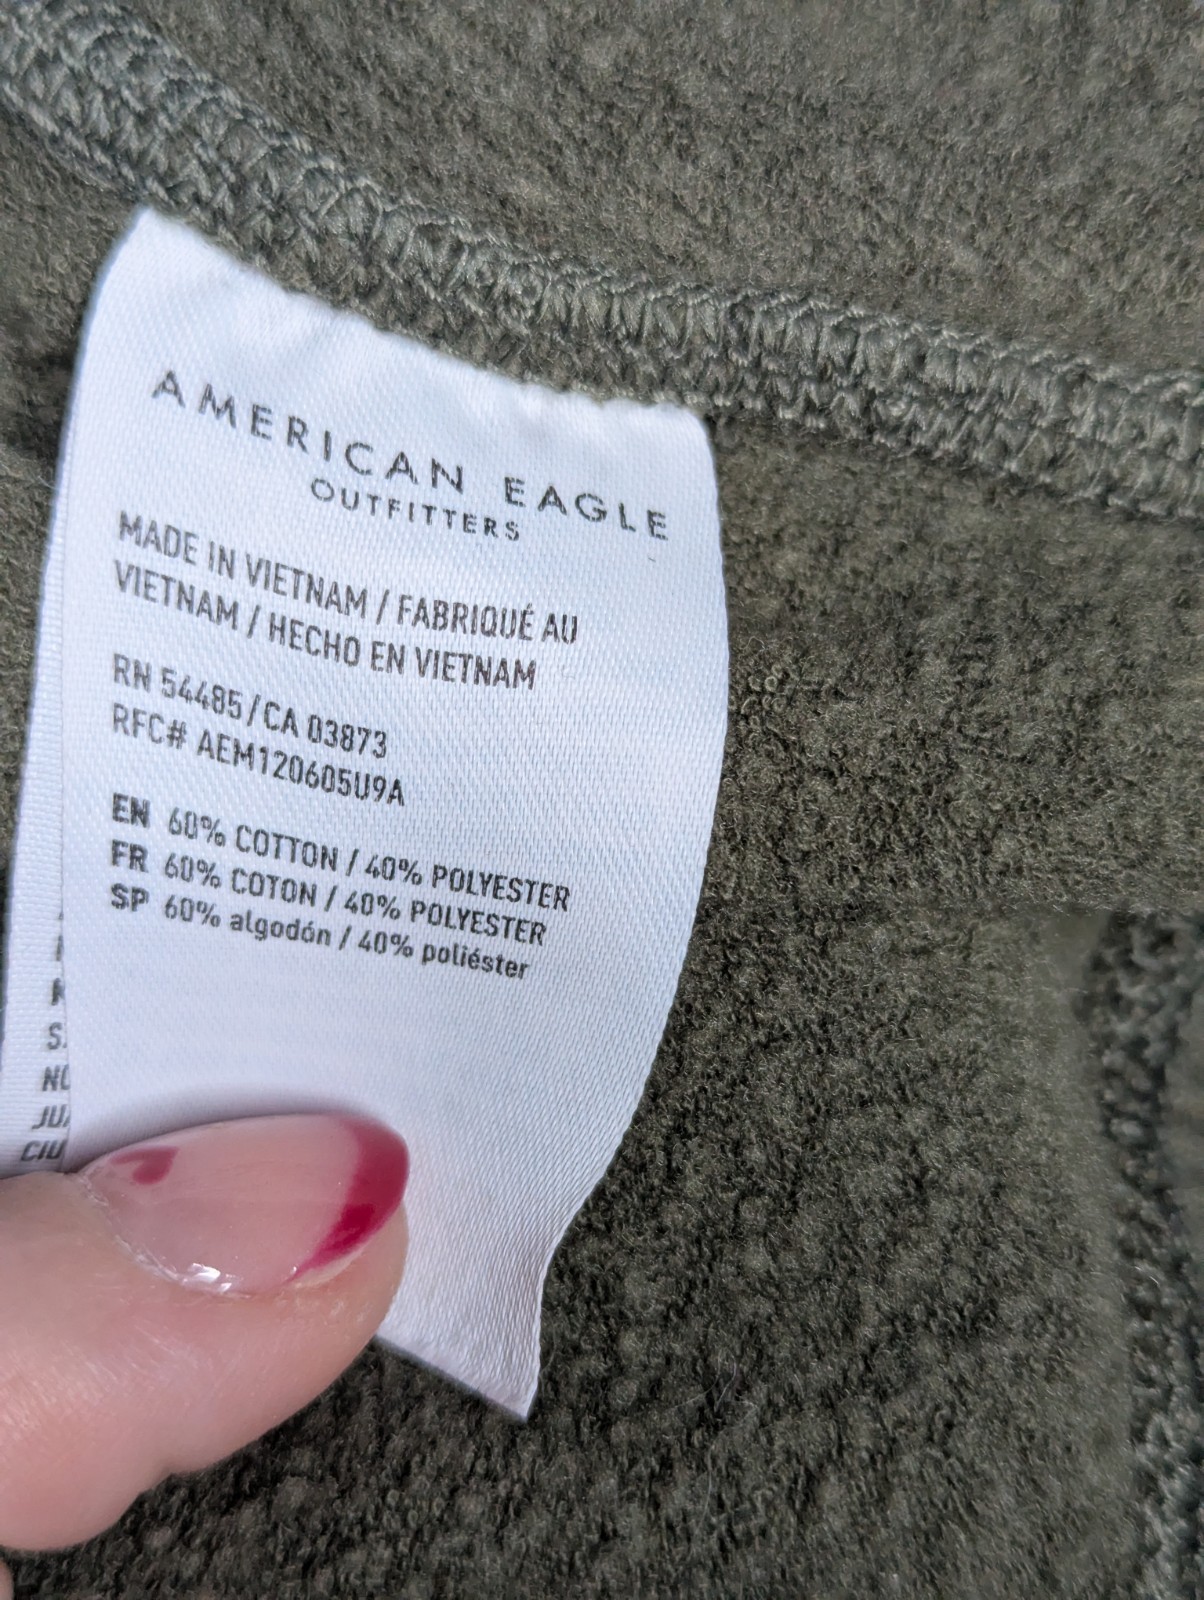 AMERICAN EAGLE
OUTFITTERS
MADE IN VIETNAM / FABRIQUÉ AU
VIETNAM / HECHO EN VIETNAM
RN 54485/CA 03873
RFC# AEM120605U9A
EN 60% COTTON / 40% POLYESTER
FR 60% COTON / 40% POLYESTER
SP 60% algodón / 40% poliéster